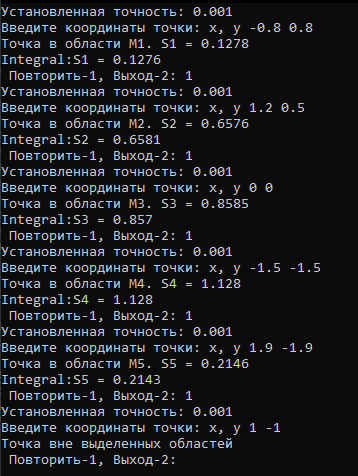 Установленная точность: 0.001
Введите координаты точки: x, y -0.8 0.8
Точка в области M1. S1 = 0.1278
Integral:S1 = 0.1276
Повторить-1, Выход-2: 1
Установленная точность: 0.001
Введите координаты точки: x, y 1.2 0.5
Точка в области M2. S2 = 0.6576
Integral:S2 = 0.6581
Повторить-1, Выход-2: 1
Установленная точность: 0.001
Введите координаты точки: x, y 0 0
Точка в области M3. S3 = 0.8585
Integral:S3 = 0.857
Повторить-1, Выход-2: 1
Установленная точность: 0.001
Введите координаты точки: x, y -1.5 -1.5
Точка в области M4. S4 = 1.128
Integral:S4 = 1.128
Повторить-1, Выход-2: 1
Установленная точность: 0.001
Введите координаты точки: x, y 1.9 -1.9
Точка в области M5. S5 = 0.2146
Integral:S5 = 0.2143
Повторить-1, Выход-2: 1
Установленная точность: 0.001
Введите координаты точки: x, y 1 -1
Точка вне выделенных областей
Повторить-1, Выход-2: